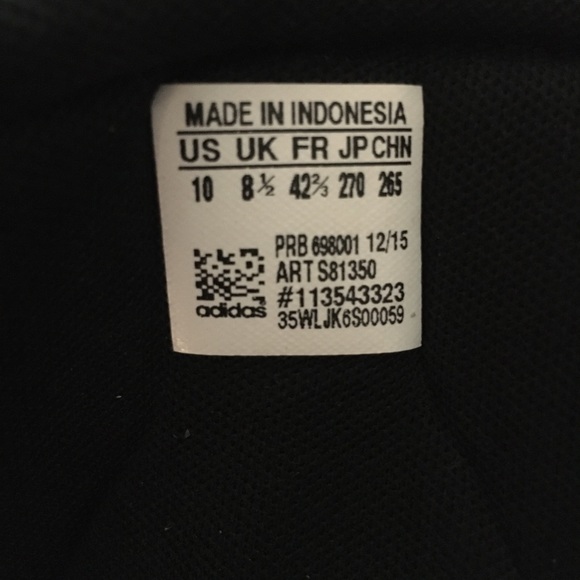 MADE IN INDONESIA
US UK FR JP CHN
10 8½ 42⅔ 270 265
PRB 698001 12/15
ART S81350
#113543323
35WLJK6S00059
adidas